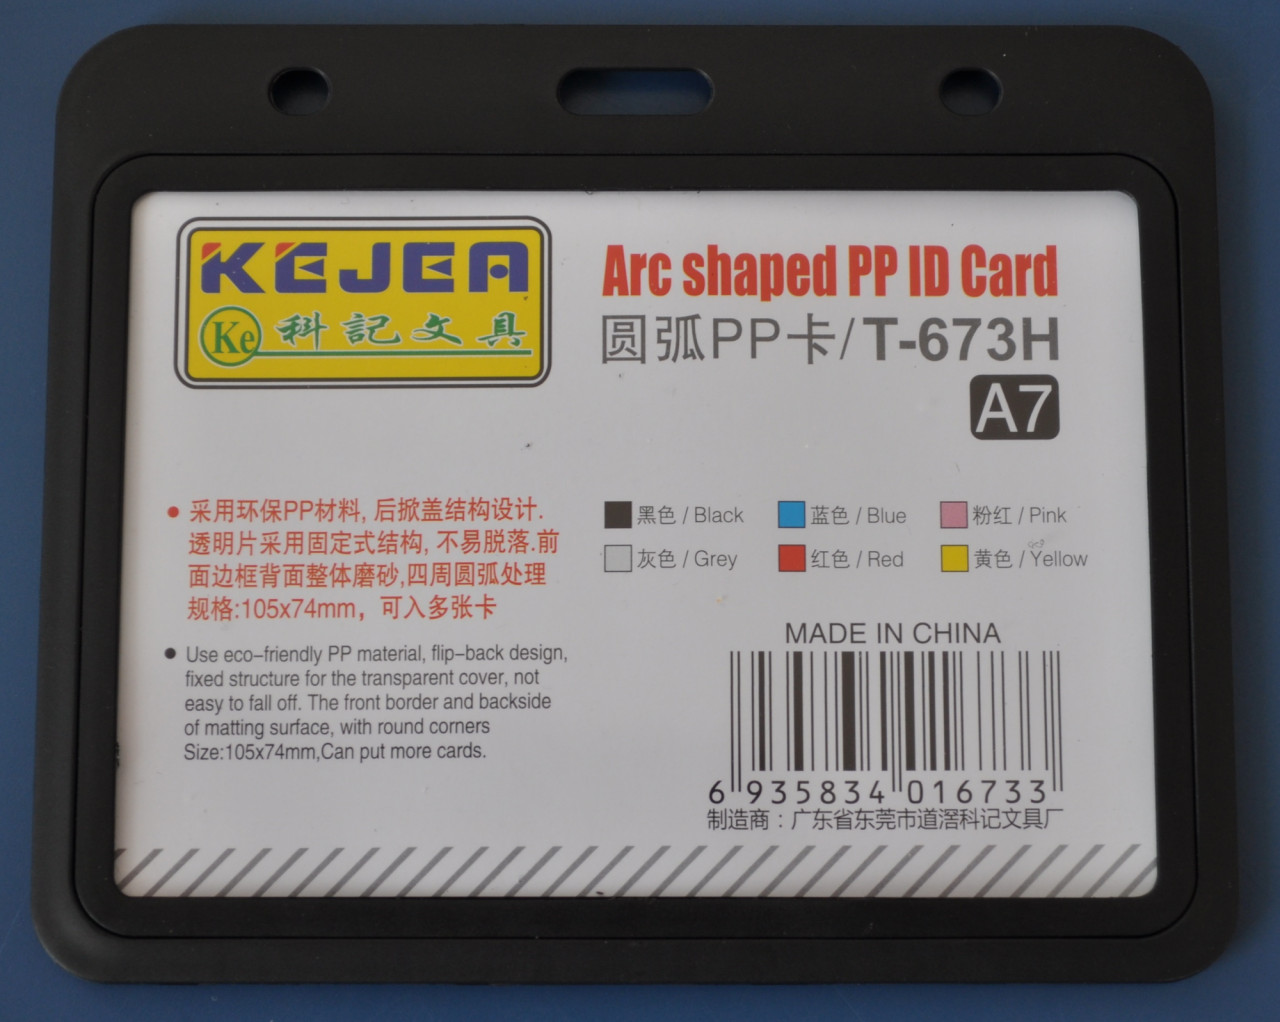 KEJEA
Ke 科記文具
Arc shaped PP ID Card
圆弧PP卡/T-673H
A7
• 采用环保PP材料, 后掀盖结构设计.
透明片采用固定式结构, 不易脱落.前
面边框背面整体磨砂,四周圆弧处理
规格:105x74mm，可入多张卡
• Use eco-friendly PP material, flip-back design,
fixed structure for the transparent cover, not
easy to fall off. The front border and backside
of matting surface, with round corners
Size:105x74mm,Can put more cards.
黑色 / Black 蓝色 / Blue 粉红 / Pink
灰色 / Grey 红色 / Red 黄色 / Yellow
MADE IN CHINA
6 935834 016733
制造商：广东省东莞市道滘科记文具厂